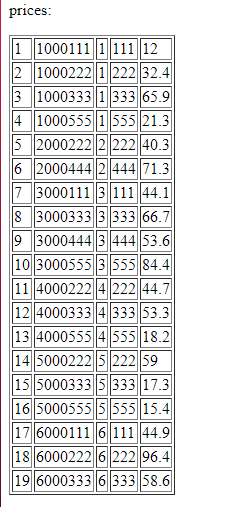 prices:
1 1000111 1 111 12
2 1000222 1 222 32.4
3 1000333 1 333 65.9
4 1000555 1 555 21.3
5 2000222 2 222 40.3
6 2000444 2 444 71.3
7 3000111 3 111 44.1
8 3000333 3 333 66.7
9 3000444 3 444 53.6
10 3000555 3 555 84.4
11 4000222 4 222 44.7
12 4000333 4 333 53.3
13 4000555 4 555 18.2
14 5000222 5 222 59
15 5000333 5 333 17.3
16 5000555 5 555 15.4
17 6000111 6 111 44.9
18 6000222 6 222 96.4
19 6000333 6 333 58.6